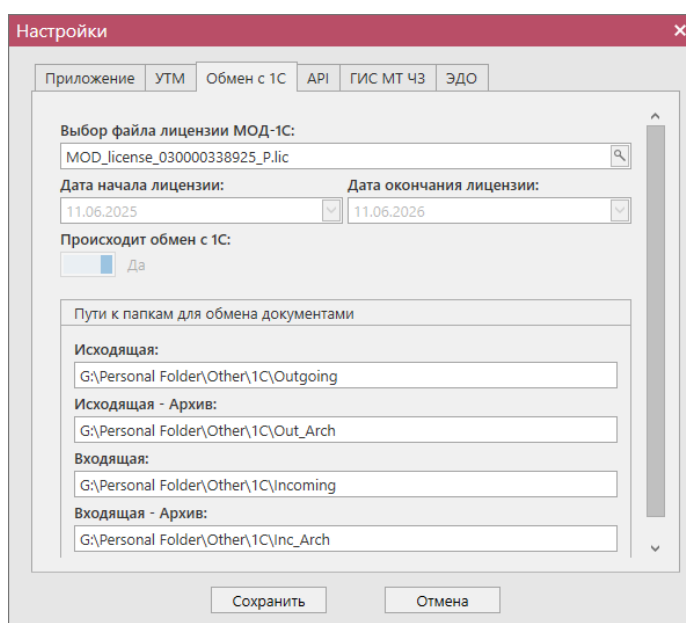 Настройки
Приложение УТМ Обмен с 1С API ГИС МТ ЧЗ ЭДО
Выбор файла лицензии МОД-1С:
MOD_license_030000338925_P.lic
Дата начала лицензии: Дата окончания лицензии:
11.06.2025 11.06.2026
Происходит обмен с 1С:
Да
Пути к папкам для обмена документами
Исходящая:
G:\Personal Folder\Other\1C\Outgoing
Исходящая - Архив:
G:\Personal Folder\Other\1C\Out_Arch
Входящая:
G:\Personal Folder\Other\1C\Incoming
Входящая - Архив:
G:\Personal Folder\Other\1C\Inc_Arch
Сохранить Отмена